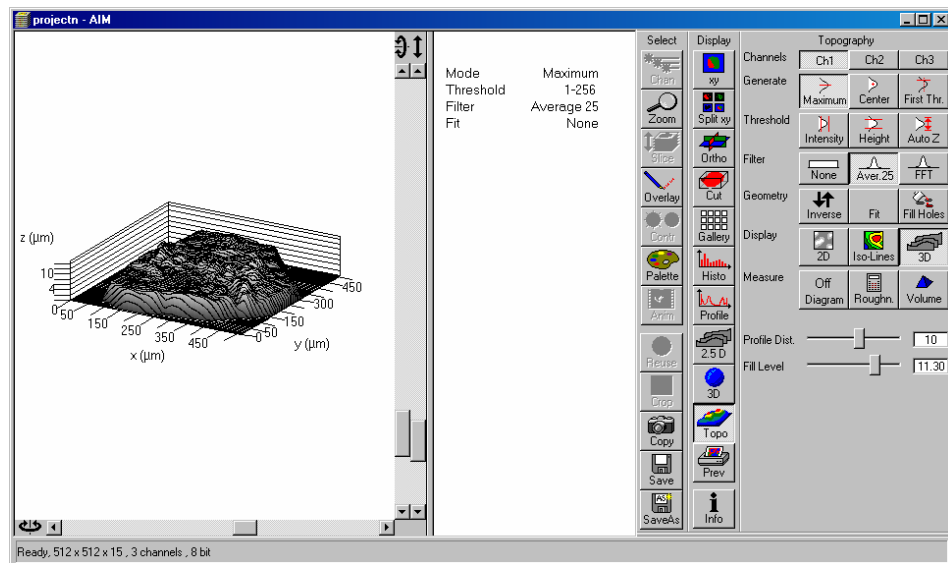 projectn - AIM
Mode Maximum
Threshold 1-256
Filter Average 25
Fit None
z (µm)
10
4
0
50
150
250
350
450
x (µm)
0
50
150
300
450
y (µm)
Select
Chan
Zoom
Slice
Overlay
Contr
Palette
Anim
Reuse
Crop
Copy
Save
AS
SaveAs
Display
xy
Split xy
Ortho
Cut
Gallery
Histo
Profile
2.5 D
3D
Topo
Prev
Info
Topography
Channels Ch1 Ch2 Ch3
Generate Maximum Center First Thr.
Threshold Intensity Height Auto Z
Filter None Aver.25 FFT
Geometry Inverse Fit Fill Holes
Display 2D Iso-Lines 3D
Measure Off Diagram Roughn. Volume
Profile Dist. 10
Fill Level 11.30
Ready, 512 x 512 x 15 , 3 channels , 8 bit